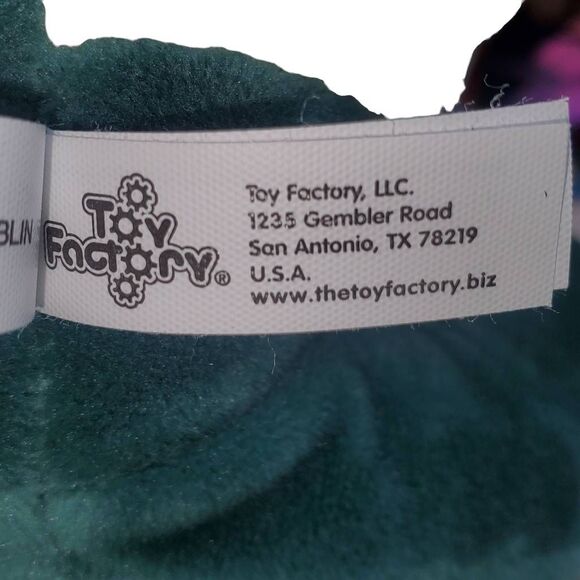 BLIN
Toy
Factory®
Toy Factory, LLC.
1235 Gembler Road
San Antonio, TX 78219
U.S.A.
www.thetoyfactory.biz